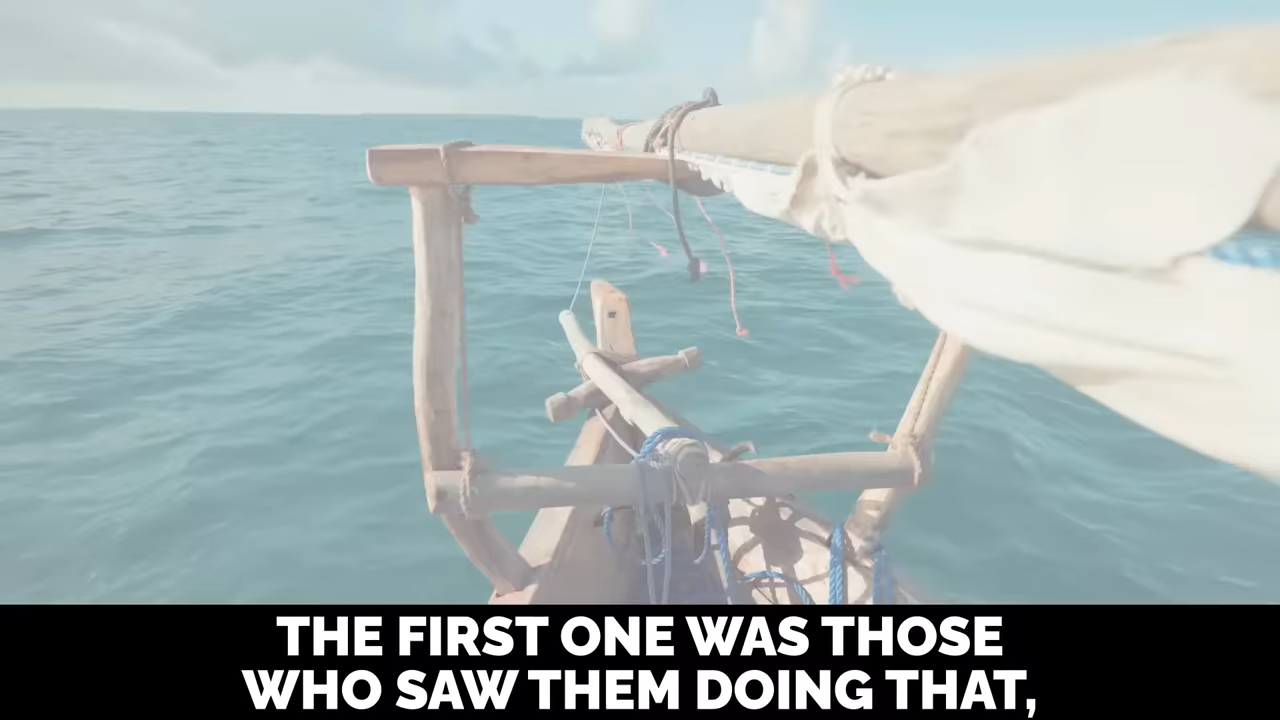 THE FIRST ONE WAS THOSE
WHO SAW THEM DOING THAT,